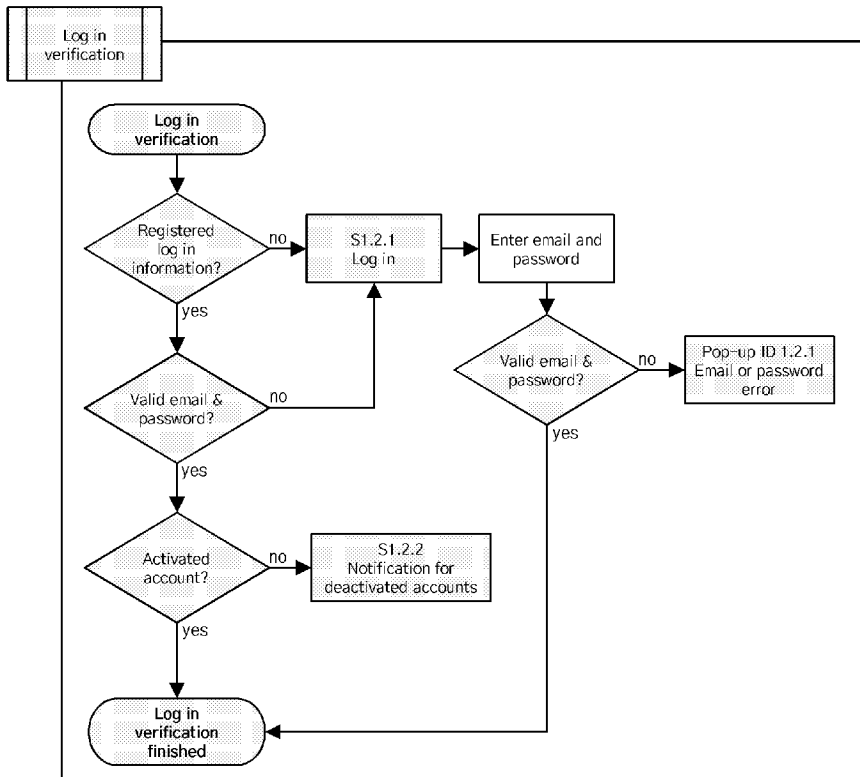 Log in
verification
Log in
verification
Registered
log in
information?
no
yes
S1.2.1
Log in
Enter email and
password
Valid email &
password?
no
yes
Pop-up ID 1.2.1
Email or password
error
Valid email &
password?
no
yes
Activated
account?
no
yes
S1.2.2
Notification for
deactivated accounts
Log in
verification
finished